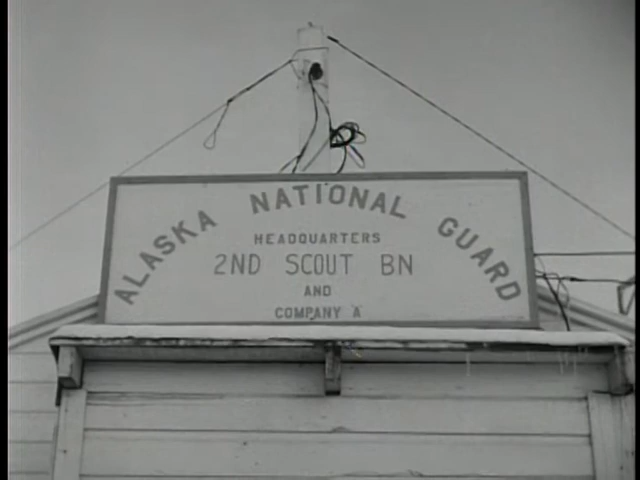 ALASKA NATIONAL GUARD
HEADQUARTERS
2ND SCOUT BN
AND
COMPANY "A"